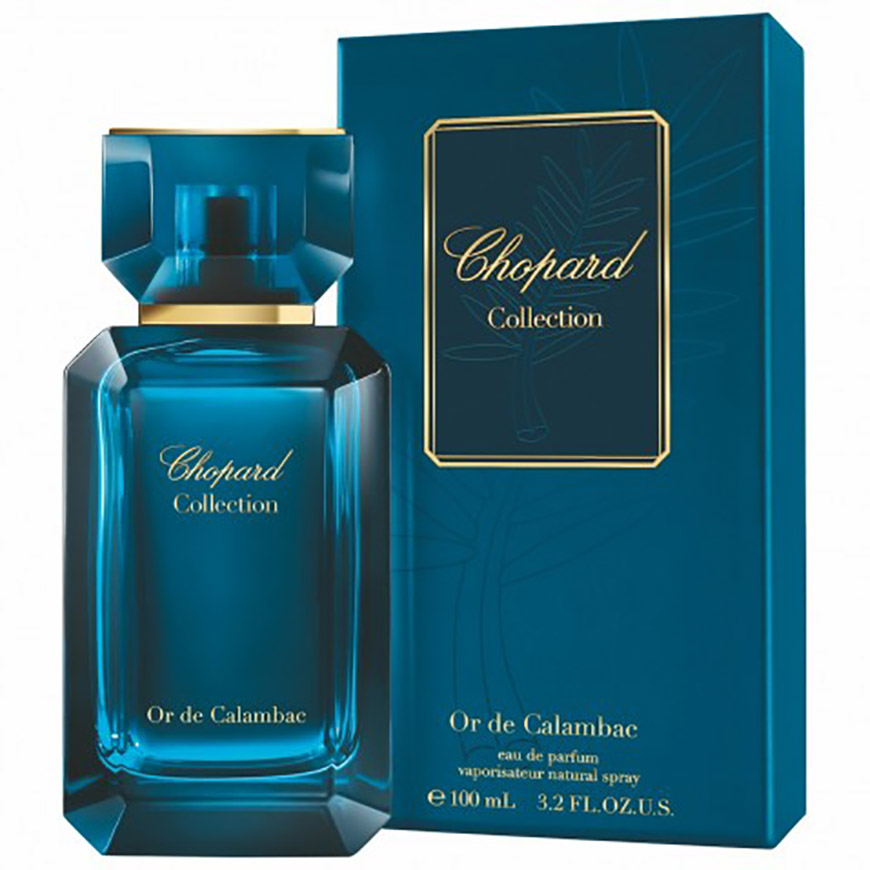 Chopard
Collection
Or de Calambac
Chopard
Collection
Or de Calambac
eau de parfum
vaporisateur natural spray
e 100 mL 3.2 FL.OZ.U.S.